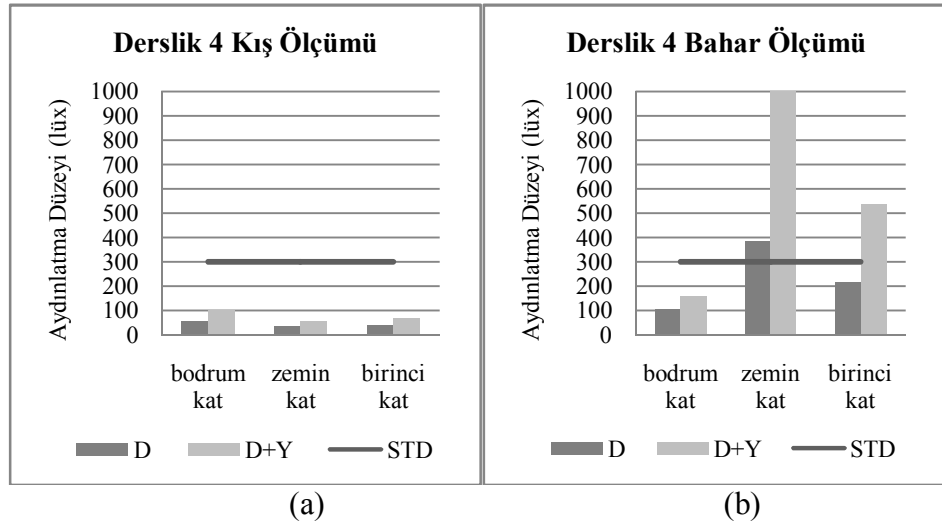 Derslik 4 Kış Ölçümü
Aydınlatma Düzeyi (lüx)
1000
900
800
700
600
500
400
300
200
100
0
bodrum kat
zemin kat
birinci kat
D
D+Y
STD
(a)
Derslik 4 Bahar Ölçümü
Aydınlatma Düzeyi (lüx)
1000
900
800
700
600
500
400
300
200
100
0
bodrum kat
zemin kat
birinci kat
D
D+Y
STD
(b)